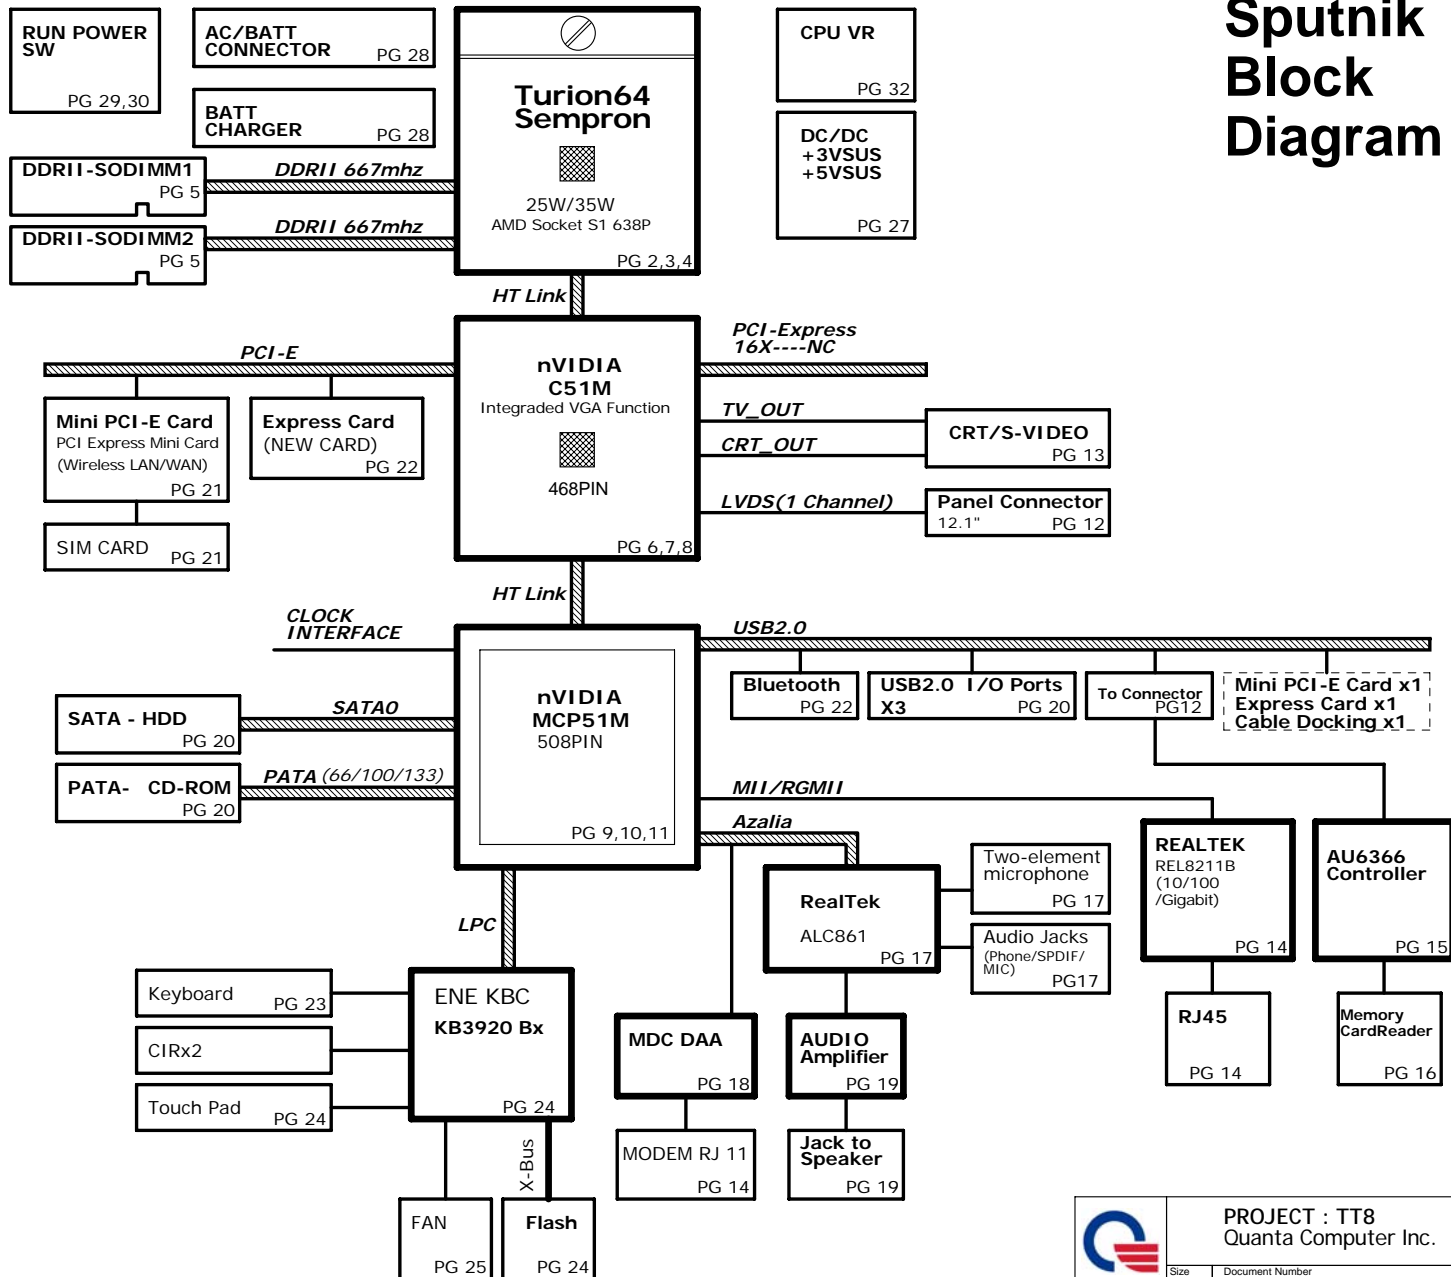 Sputnik
Block
Diagram
RUN POWER
SW
PG 29,30
AC/BATT
CONNECTOR
PG 28
BATT
CHARGER
PG 28
Turion64
Sempron
25W/35W
AMD Socket S1 638P
PG 2,3,4
CPU VR
PG 32
DC/DC
+3VSUS
+5VSUS
PG 27
DDRII-SODIMM1
PG 5
DDRII 667mhz
DDRII-SODIMM2
PG 5
DDRII 667mhz
HT Link
PCI-E
nVIDIA
C51M
Integraded VGA Function
468PIN
PG 6,7,8
PCI-Express
16X----NC
TV_OUT
CRT_OUT
CRT/S-VIDEO
PG 13
LVDS(1 Channel)
Panel Connector
12.1"
PG 12
Mini PCI-E Card
PCI Express Mini Card
(Wireless LAN/WAN)
PG 21
Express Card
(NEW CARD)
PG 22
SIM CARD
PG 21
HT Link
CLOCK
INTERFACE
nVIDIA
MCP51M
508PIN
PG 9,10,11
USB2.0
Bluetooth
PG 22
USB2.0 I/O Ports
X3
PG 20
To Connector
PG12
Mini PCI-E Card x1
Express Card x1
Cable Docking x1
SATA - HDD
PG 20
SATA0
PATA- CD-ROM
PG 20
PATA (66/100/133)
MII/RGMII
Azalia
RealTek
ALC861
PG 17
Two-element
microphone
PG 17
Audio Jacks
(Phone/SPDIF/
MIC)
PG17
REALTEK
REL8211B
(10/100
/Gigabit)
PG 14
AU6366
Controller
PG 15
LPC
ENE KBC
KB3920 Bx
PG 24
Keyboard
PG 23
CIRx2
Touch Pad
PG 24
MDC DAA
PG 18
AUDIO
Amplifier
PG 19
RJ45
PG 14
Memory
CardReader
PG 16
MODEM RJ 11
PG 14
Jack to
Speaker
PG 19
X-Bus
FAN
PG 25
Flash
PG 24
PROJECT : TT8
Quanta Computer Inc.
Size
Document Number